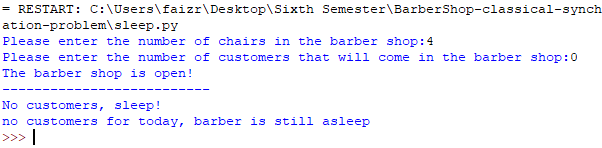 = RESTART: C:\Users\faizr\Desktop\Sixth Semester\BarberShop-classical-synch
ation-problem\sleep.py
Please enter the number of chairs in the barber shop:4
Please enter the number of customers that will come in the barber shop:0
The barber shop is open!
--------------------------
No customers, sleep!
no customers for today, barber is still asleep
>>>